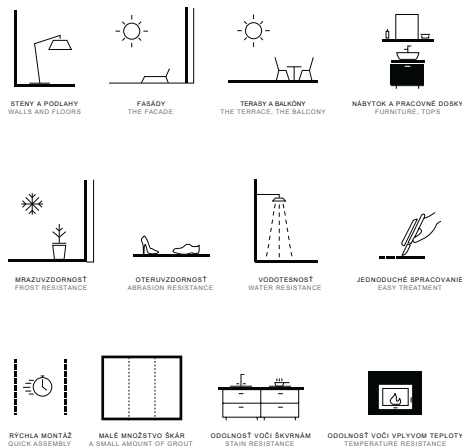 STENY A PODLAHY
WALLS AND FLOORS
FASÁDY
THE FACADE
TERASY A BALKÓNY
THE TERRACE, THE BALCONY
NÁBYTOK A PRACOVNÉ DOSKY
FURNITURE, TOPS
MRAZUVZDORNOSŤ
FROST RESISTANCE
OTERUVZDORNOSŤ
ABRASION RESISTANCE
VODOTESNOSŤ
WATER RESISTANCE
JEDNODUCHÉ SPRACOVANIE
EASY TREATMENT
RÝCHLA MONTÁŽ
QUICK ASSEMBLY
MALÉ MNOŽSTVO ŠKÁR
A SMALL AMOUNT OF GROUT
ODOLNOSŤ VOČI ŠKVRNÁM
STAIN RESISTANCE
ODOLNOSŤ VOČI VPLYVOM TEPLOTY
TEMPERATURE RESISTANCE